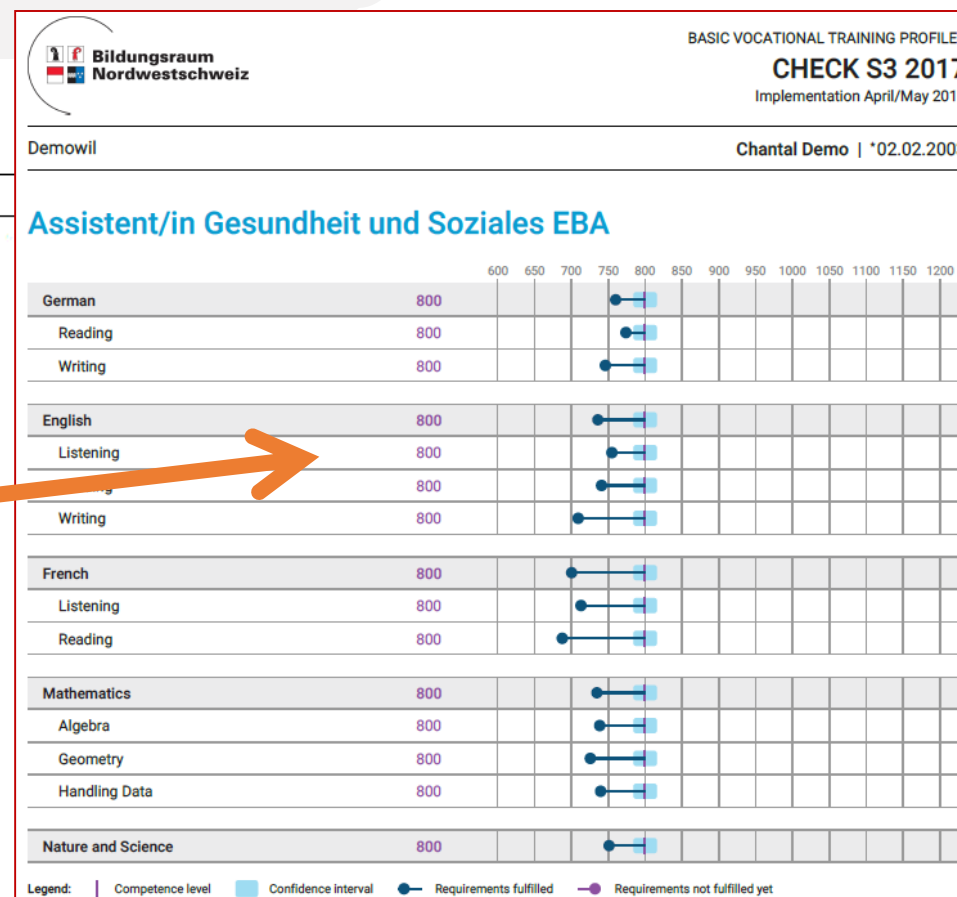 Bildungsraum
Nordwestschweiz
BASIC VOCATIONAL TRAINING PROFILE
CHECK S3 2017
Implementation April/May 201
Demowil
Chantal Demo | *02.02.200
Assistent/in Gesundheit und Soziales EBA
600 650 700 750 800 850 900 950 1000 1050 1100 1150 1200
German 800
Reading 800
Writing 800
English 800
Listening 800
800
Writing 800
French 800
Listening 800
Reading 800
Mathematics 800
Algebra 800
Geometry 800
Handling Data 800
Nature and Science 800
Legend: Competence level Confidence interval Requirements fulfilled Requirements not fulfilled yet